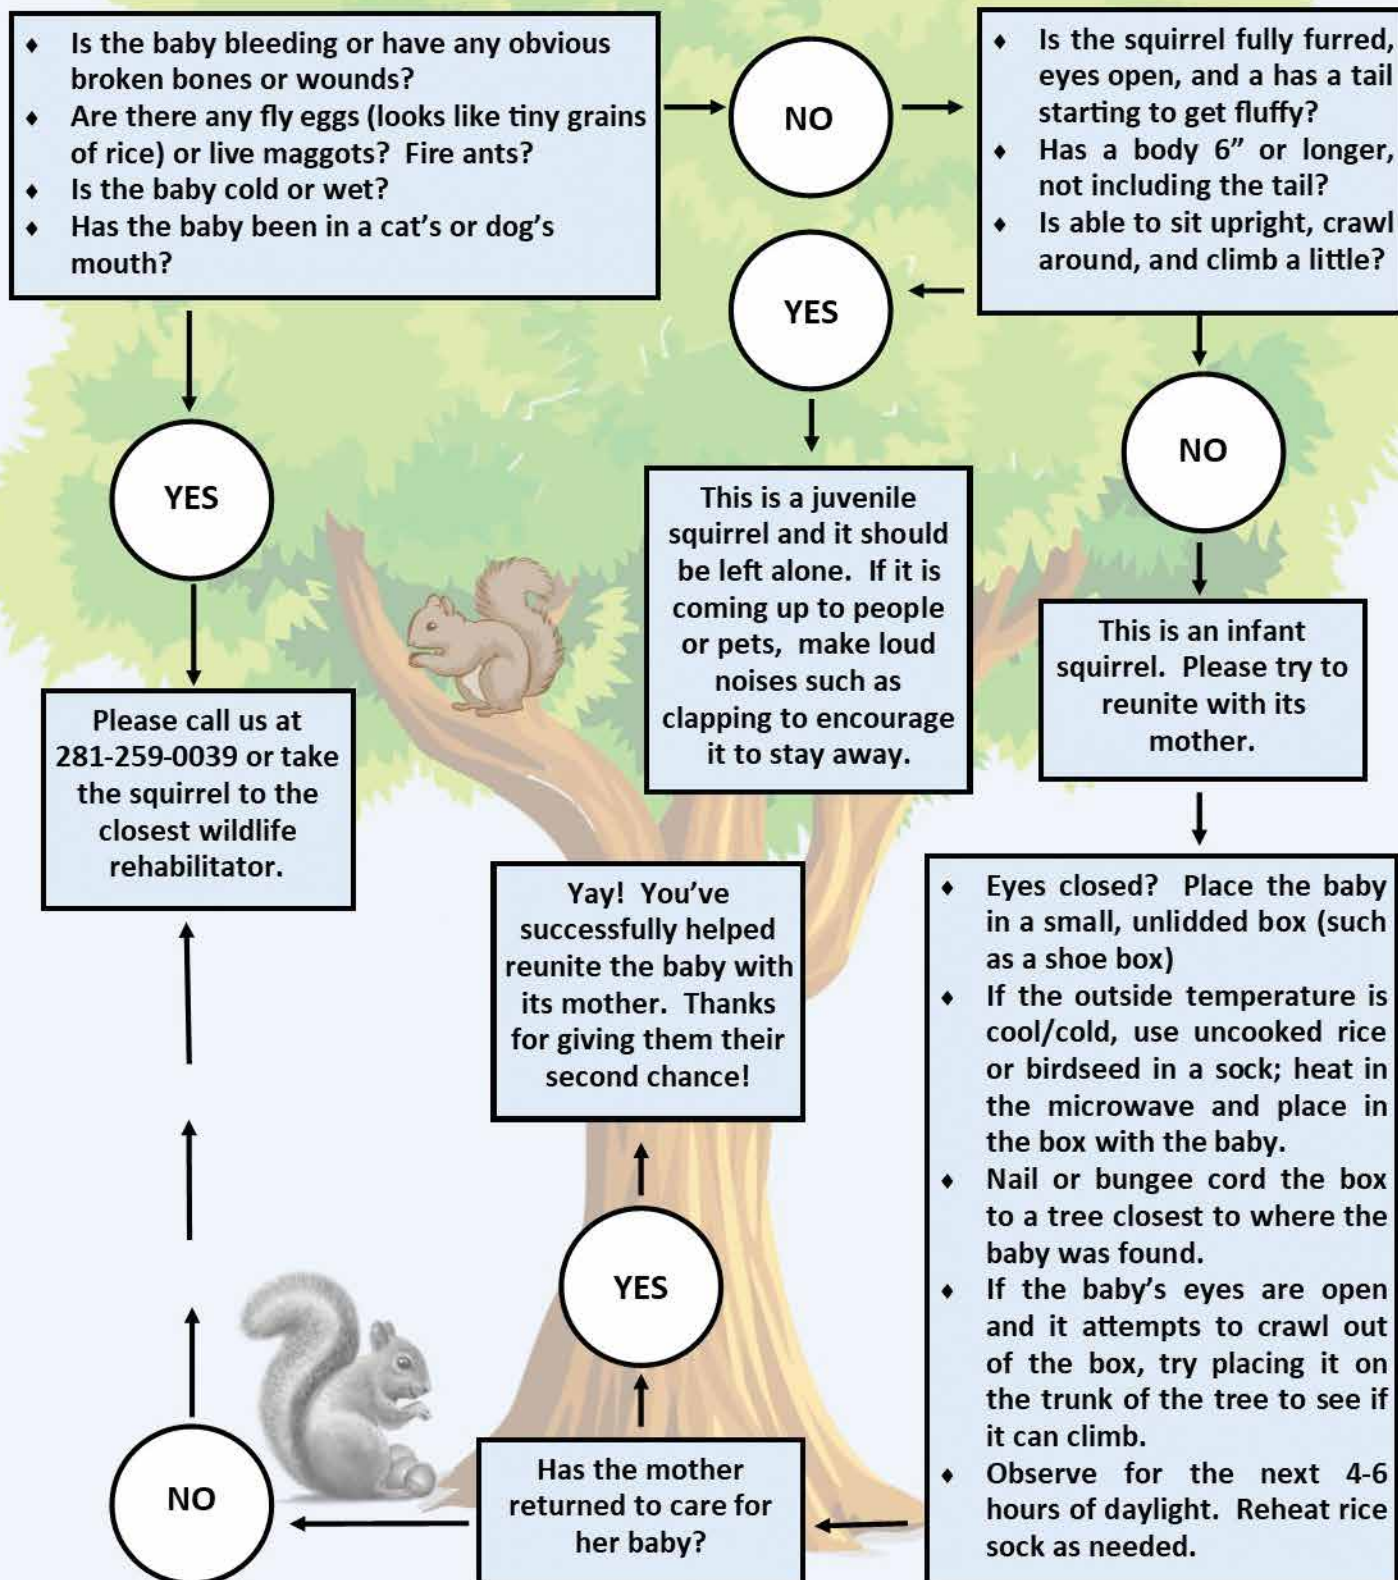 ♦ Is the baby bleeding or have any obvious
broken bones or wounds?
♦ Are there any fly eggs (looks like tiny grains
of rice) or live maggots?  Fire ants?
♦ Is the baby cold or wet?
♦ Has the baby been in a cat's or dog's
mouth?
NO
♦ Is the squirrel fully furred,
eyes open, and a has a tail
starting to get fluffy?
♦ Has a body 6” or longer,
not including the tail?
♦ Is able to sit upright, crawl
around, and climb a little?
YES
YES
NO
This is a juvenile
squirrel and it should
be left alone.  If it is
coming up to people
or pets,  make loud
noises such as
clapping to encourage
it to stay away.
This is an infant
squirrel.  Please try to
reunite with its
mother.
Please call us at
281-259-0039 or take
the squirrel to the
closest wildlife
rehabilitator.
Yay!  You've
successfully helped
reunite the baby with
its mother.  Thanks
for giving them their
second chance!
♦ Eyes closed?  Place the baby
in a small, unlidded box (such
as a shoe box)
♦ If the outside temperature is
cool/cold, use uncooked rice
or birdseed in a sock; heat in
the microwave and place in
the box with the baby.
♦ Nail or bungee cord the box
to a tree closest to where the
baby was found.
♦ If the baby's eyes are open
and it attempts to crawl out
of the box, try placing it on
the trunk of the tree to see if
it can climb.
♦ Observe for the next 4-6
hours of daylight.  Reheat rice
sock as needed.
YES
Has the mother
returned to care for
her baby?
NO